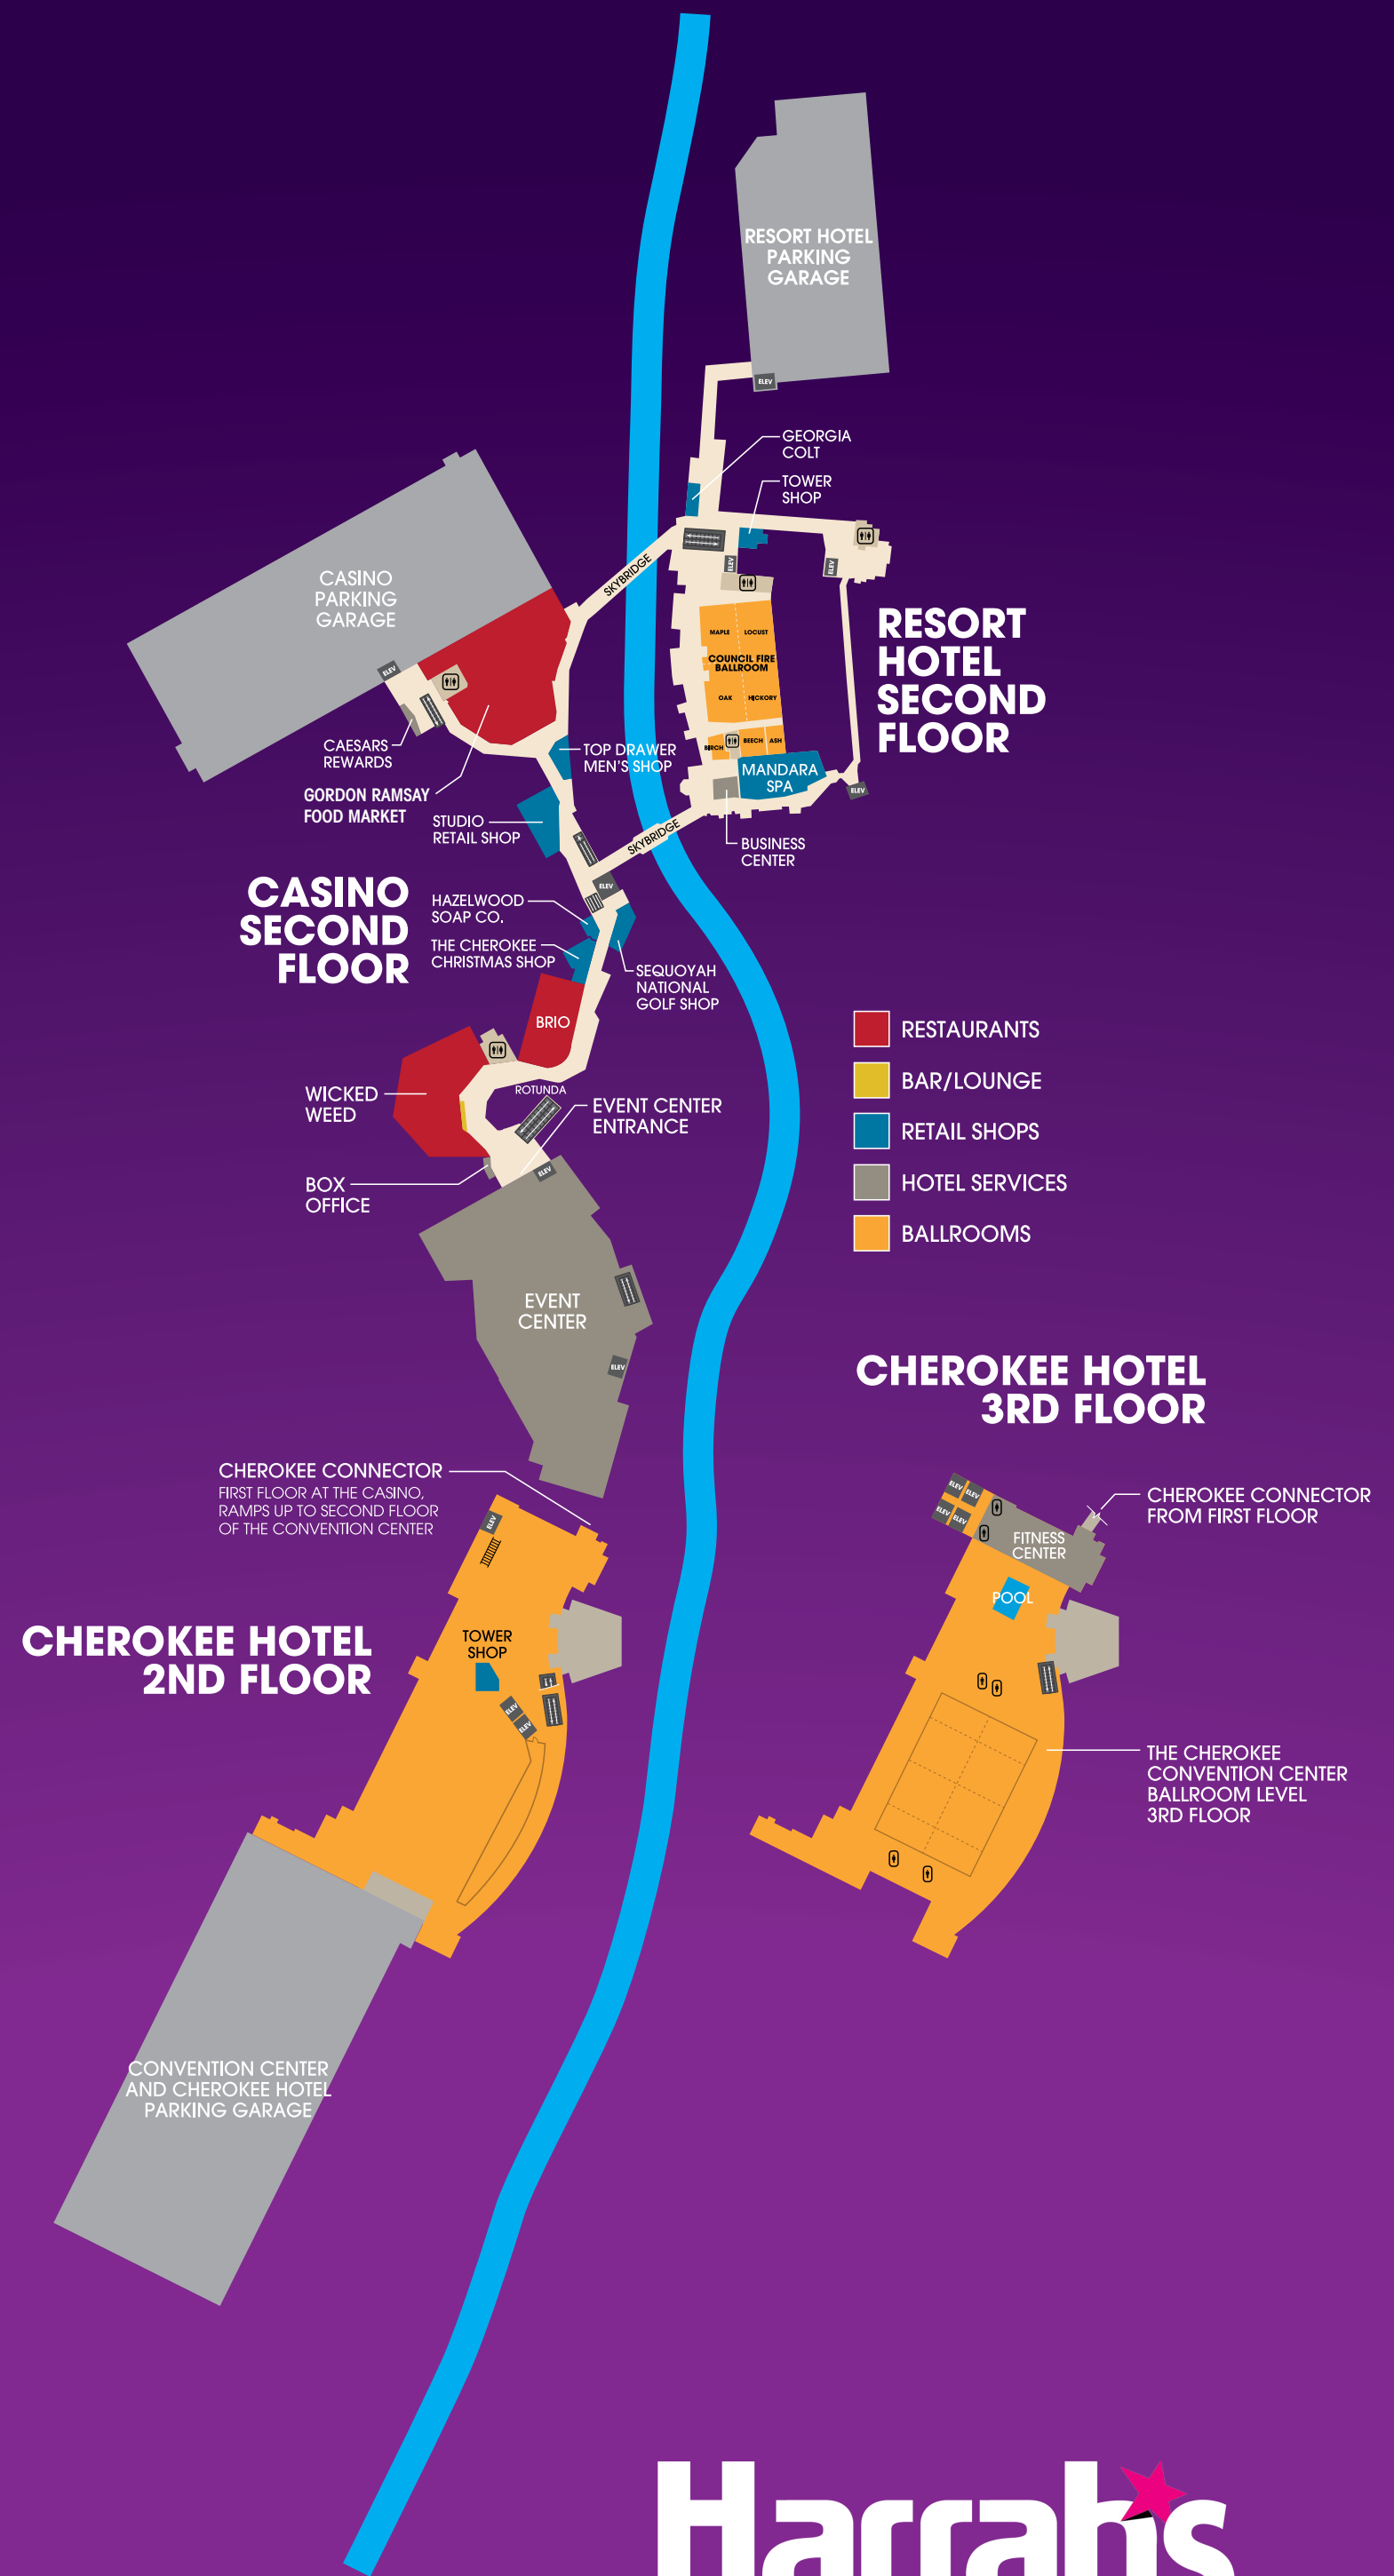 RESORT HOTEL
PARKING
GARAGE
ELEV
GEORGIA
COLT
TOWER
SHOP
ELEV
ELEV
SKYBRIDGE
CASINO
PARKING
GARAGE
ELEV
MAPLE
LOCUST
COUNCIL FIRE
BALLROOM
OAK
HICKORY
BIRCH
BEECH
ASH
MANDARA
SPA
ELEV
RESORT
HOTEL
SECOND
FLOOR
CAESARS
REWARDS
TOP DRAWER
MEN'S SHOP
GORDON RAMSAY
FOOD MARKET
STUDIO
RETAIL SHOP
SKYBRIDGE
BUSINESS
CENTER
ELEV
CASINO
SECOND
FLOOR
HAZELWOOD
SOAP CO.
THE CHEROKEE
CHRISTMAS SHOP
SEQUOYAH
NATIONAL
GOLF SHOP
BRIO
RESTAURANTS
BAR/LOUNGE
RETAIL SHOPS
HOTEL SERVICES
BALLROOMS
WICKED
WEED
ROTUNDA
EVENT CENTER
ENTRANCE
ELEV
BOX
OFFICE
EVENT
CENTER
ELEV
CHEROKEE HOTEL
3RD FLOOR
CHEROKEE CONNECTOR
FIRST FLOOR AT THE CASINO,
RAMPS UP TO SECOND FLOOR
OF THE CONVENTION CENTER
ELEV
ELEV
ELEV
ELEV
ELEV
CHEROKEE CONNECTOR
FROM FIRST FLOOR
FITNESS
CENTER
POOL
CHEROKEE HOTEL
2ND FLOOR
TOWER
SHOP
ELEV
ELEV
THE CHEROKEE
CONVENTION CENTER
BALLROOM LEVEL
3RD FLOOR
CONVENTION CENTER
AND CHEROKEE HOTEL
PARKING GARAGE
Harrah's